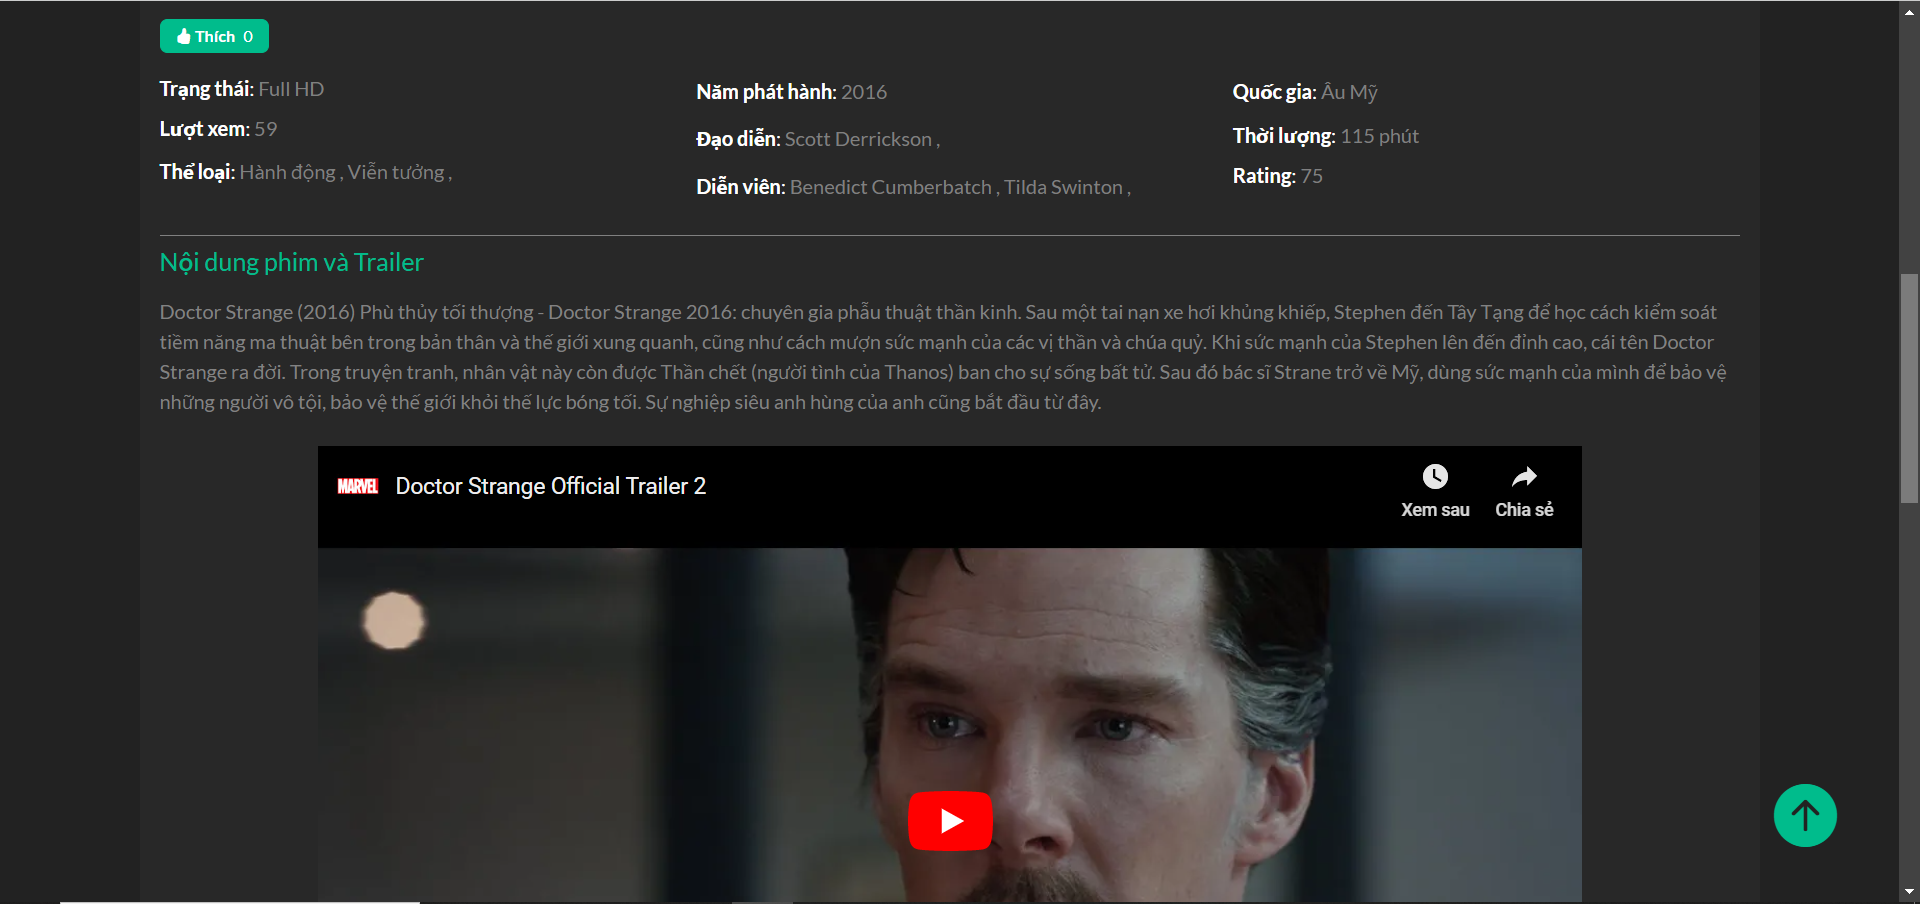 Thích 0
Trạng thái: Full HD
Lượt xem: 59
Thể loại: Hành động , Viễn tưởng ,
Năm phát hành: 2016
Đạo diễn: Scott Derrickson ,
Diễn viên: Benedict Cumberbatch , Tilda Swinton ,
Quốc gia: Âu Mỹ
Thời lượng: 115 phút
Rating: 75
Nội dung phim và Trailer
Doctor Strange (2016) Phù thủy tối thượng - Doctor Strange 2016: chuyên gia phẫu thuật thần kinh. Sau một tai nạn xe hơi khủng khiếp, Stephen đến Tây Tạng để học cách kiểm soát
tiềm năng ma thuật bên trong bản thân và thế giới xung quanh, cũng như cách mượn sức mạnh của các vị thần và chúa quỷ. Khi sức mạnh của Stephen lên đến đỉnh cao, cái tên Doctor
Strange ra đời. Trong truyện tranh, nhân vật này còn được Thần chết (người tình của Thanos) ban cho sự sống bất tử. Sau đó bác sĩ Strane trở về Mỹ, dùng sức mạnh của mình để bảo vệ
những người vô tội, bảo vệ thế giới khỏi thế lực bóng tối. Sự nghiệp siêu anh hùng của anh cũng bắt đầu từ đây.
MARVEL Doctor Strange Official Trailer 2
Xem sau Chia sẻ